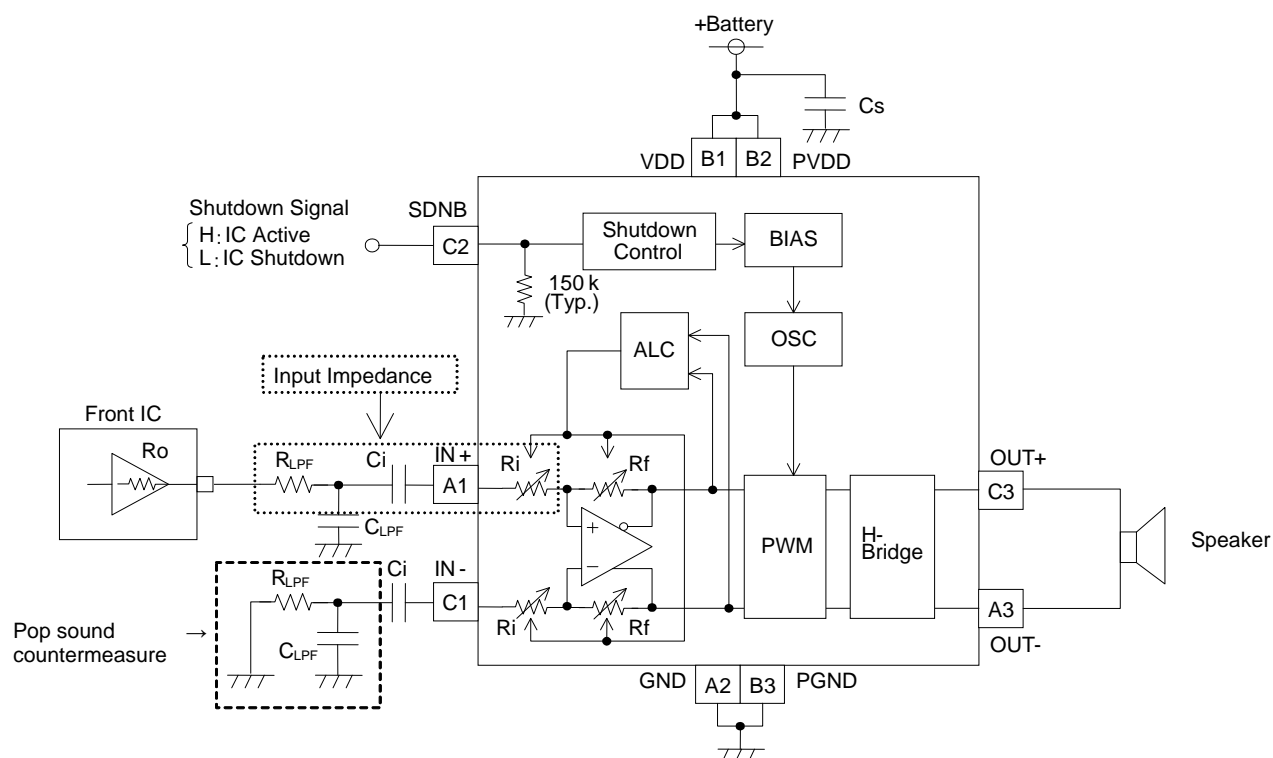 +Battery
Cs
VDD B1 B2 PVDD
Shutdown Signal
H : IC Active
L : IC Shutdown
SDNB
C2
Shutdown
Control
BIAS
150 k
(Typ.)
ALC
OSC
Input Impedance
Front IC
Ro
RLPF
Ci
IN +
A1
Ri
Rf
CLPF
+
−
PWM
H-
Bridge
OUT+
C3
Speaker
RLPF
Ci
IN -
C1
Ri
Rf
A3
OUT-
Pop sound →
countermeasure
CLPF
GND A2 B3 PGND